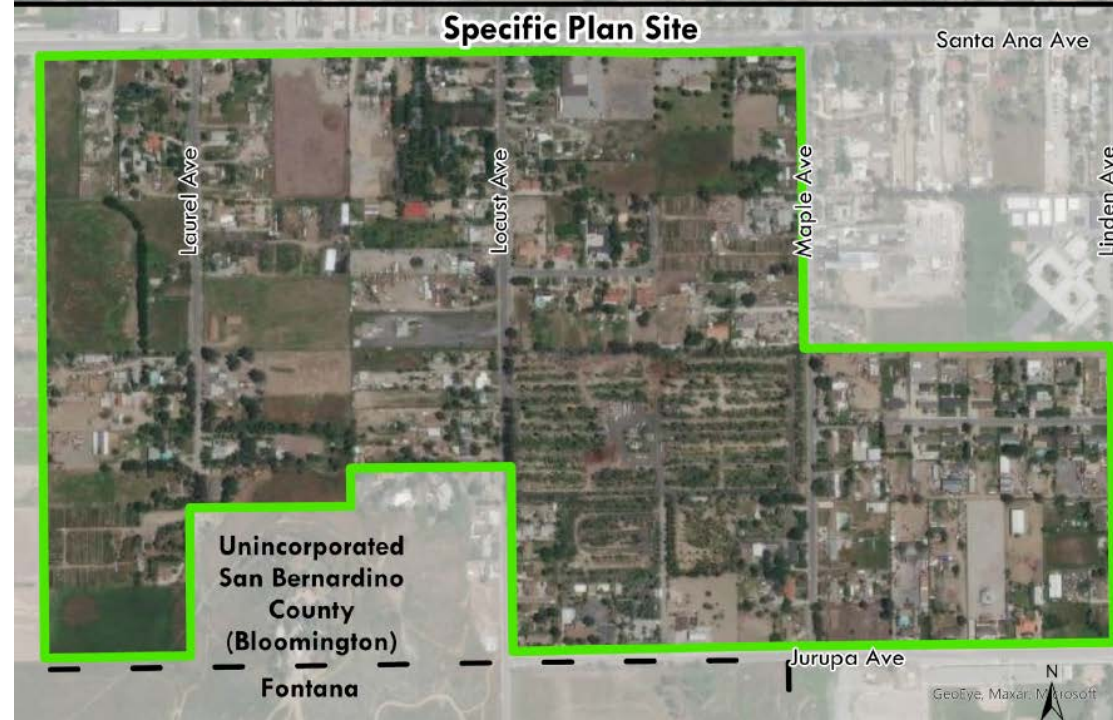 Specific Plan Site
Santa Ana Ave
Laurel Ave
Locust Ave
Maple Ave
Linden Ave
Unincorporated
San Bernardino
County
(Bloomington)
Jurupa Ave
Fontana
N
GeoEye, Maxar, Microsoft